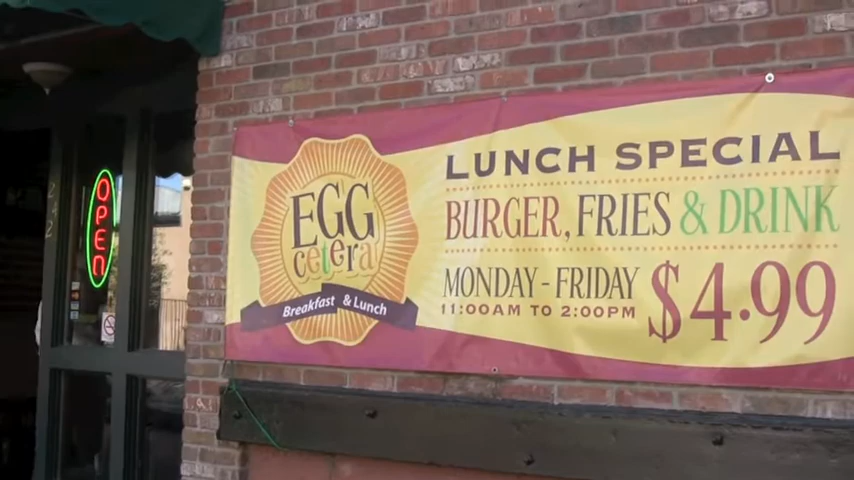 OPEN
242
EGG
cetera!
Breakfast & Lunch
LUNCH SPECIAL
BURGER, FRIES & DRINK
MONDAY-FRIDAY
11:00AM TO 2:00PM
$4.99